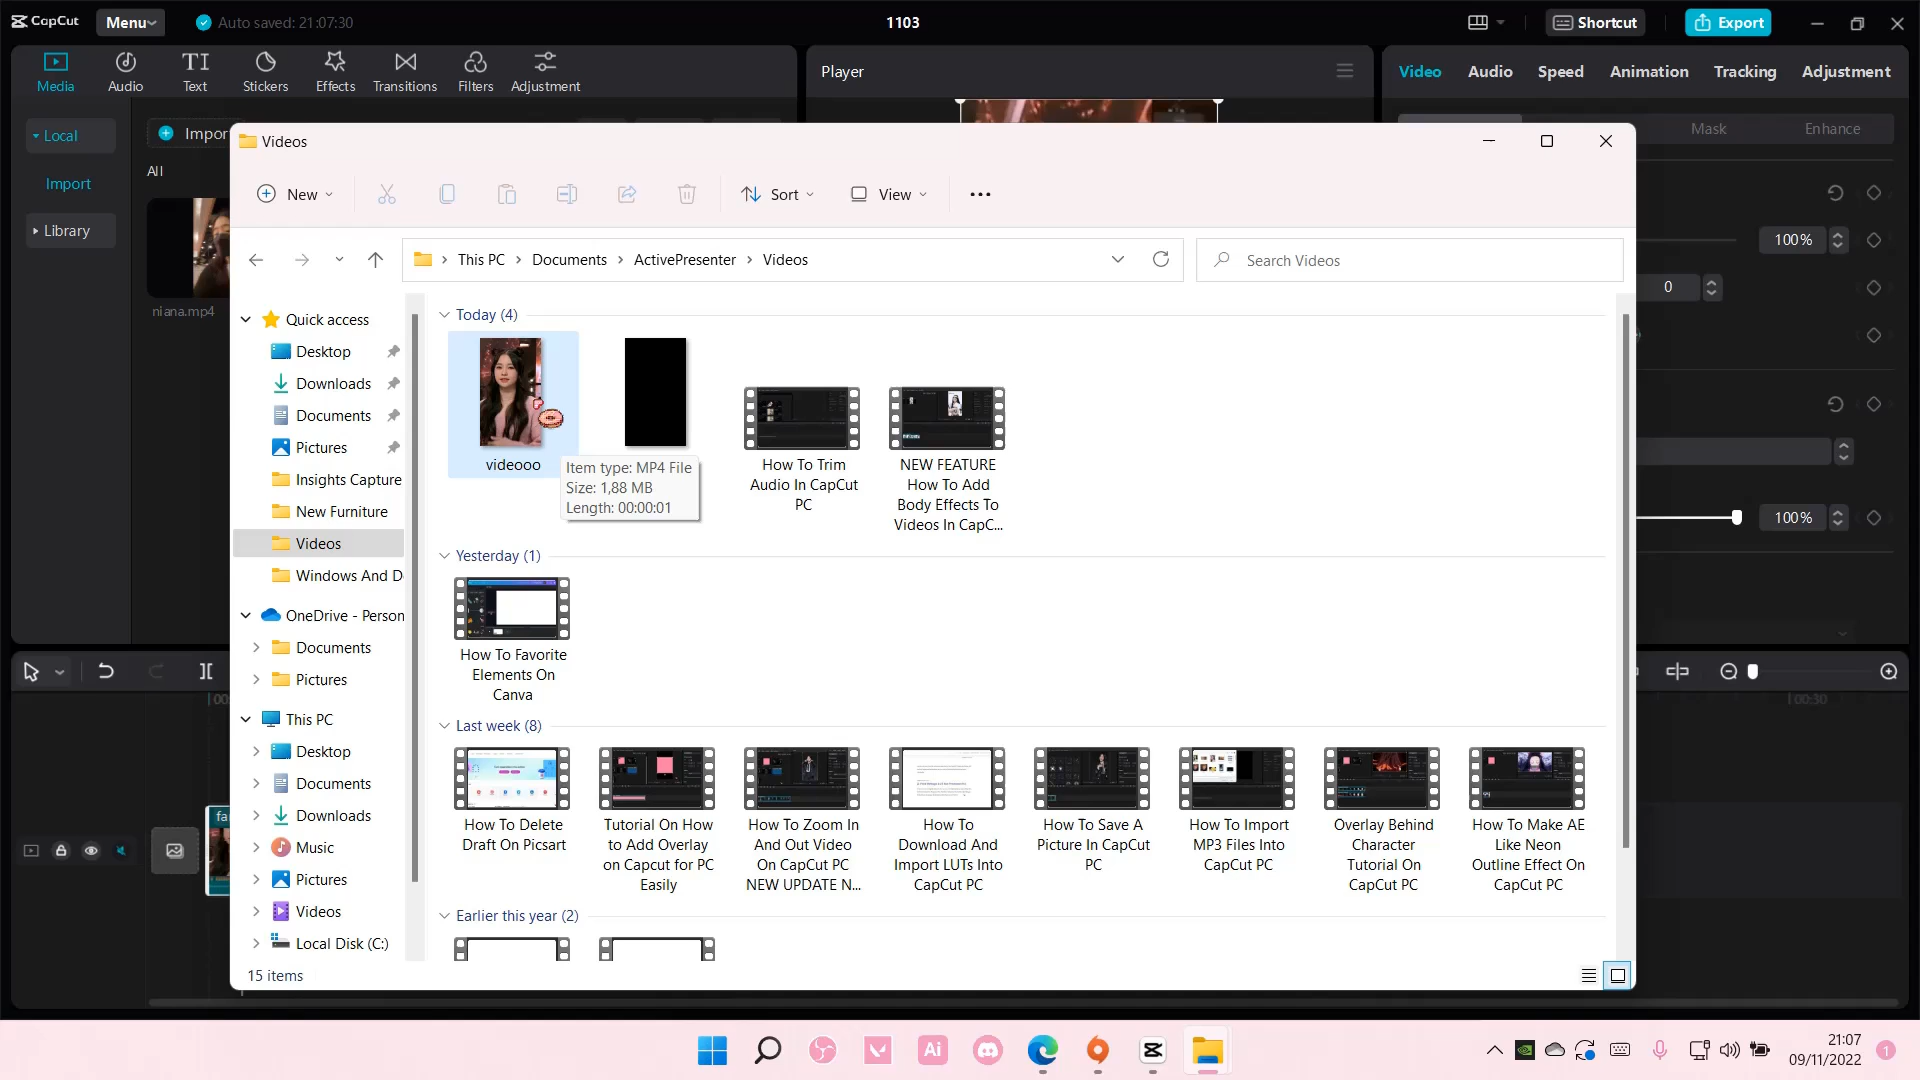 CapCut
Menu
Auto saved: 21:07:30
1103
Shortcut
Export
Media
Audio
Text
Stickers
Effects
Transitions
Filters
Adjustment
Player
Video
Audio
Speed
Animation
Tracking
Adjustment
Local
Import
Library
Impor
All
niana.mp4
Mask
Enhance
100%
0
100%
Videos
New
Sort
View
This PC
Documents
ActivePresenter
Videos
Search Videos
Quick access
Desktop
Downloads
Documents
Pictures
Insights Capture
New Furniture
Videos
Windows And D
OneDrive - Person
Documents
Pictures
This PC
Desktop
Documents
Downloads
Music
Pictures
Videos
Local Disk (C:)
Today (4)
videooo
Item type: MP4 File
Size: 1,88 MB
Length: 00:00:01
How To Trim
Audio In CapCut
PC
NEW FEATURE
How To Add
Body Effects To
Videos In CapC...
Yesterday (1)
How To Favorite
Elements On
Canva
Last week (8)
How To Delete
Draft On Picsart
Tutorial On How
to Add Overlay
on Capcut for PC
Easily
How To Zoom In
And Out Video
On CapCut PC
NEW UPDATE N...
How To
Download And
Import LUTs Into
CapCut PC
How To Save A
Picture In CapCut
PC
How To Import
MP3 Files Into
CapCut PC
Overlay Behind
Character
Tutorial On
CapCut PC
How To Make AE
Like Neon
Outline Effect On
CapCut PC
Earlier this year (2)
15 items
00:30
Ai
21:07
09/11/2022
1